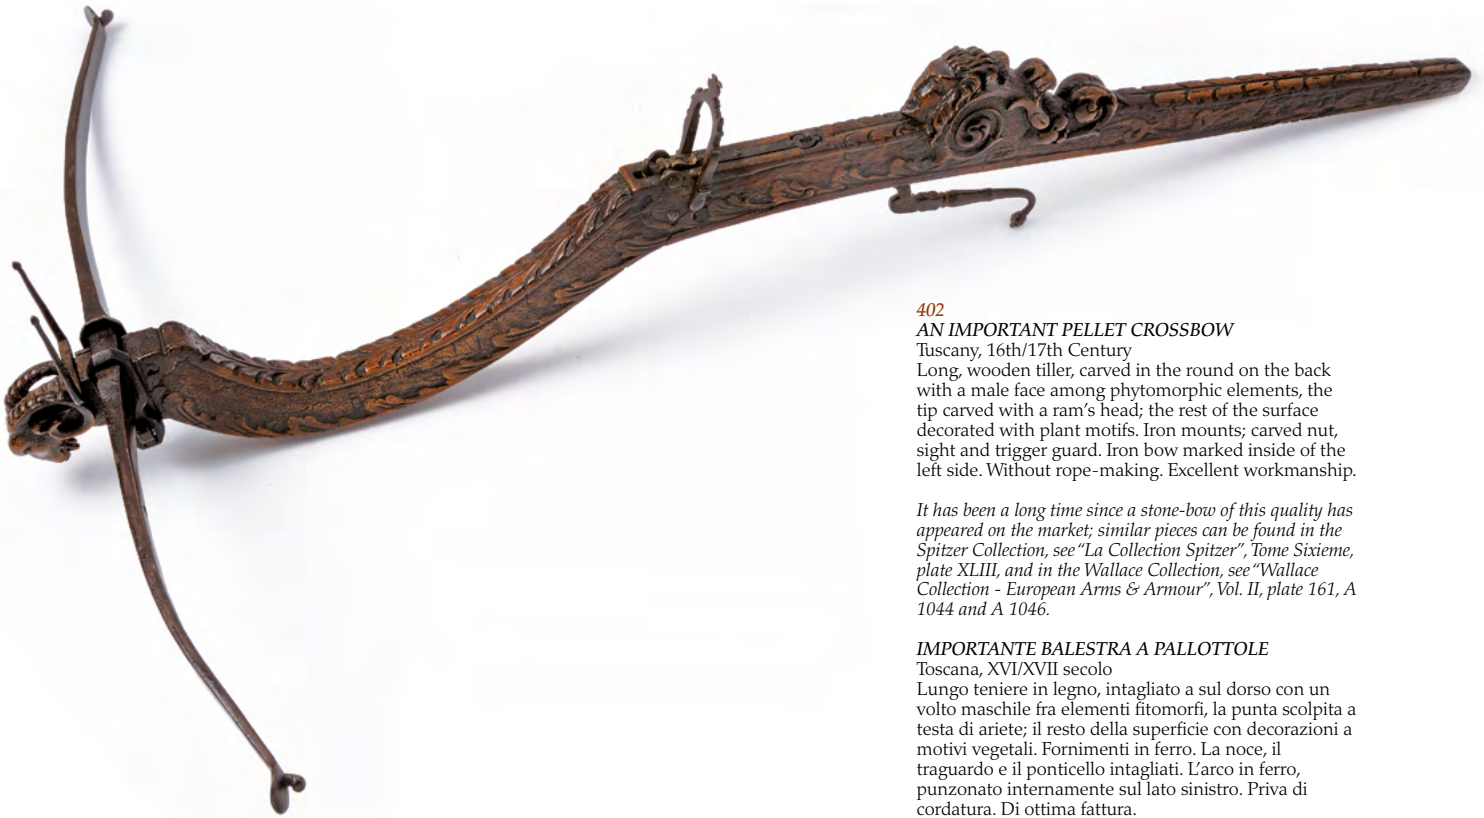 402
AN IMPORTANT PELLET CROSSBOW
Tuscany, 16th/17th Century
Long, wooden tiller, carved in the round on the back
with a male face among phytomorphic elements, the
tip carved with a ram's head; the rest of the surface
decorated with plant motifs. Iron mounts; carved nut,
sight and trigger guard. Iron bow marked inside of the
left side. Without rope-making. Excellent workmanship.
It has been a long time since a stone-bow of this quality has
appeared on the market; similar pieces can be found in the
Spitzer Collection, see “La Collection Spitzer”, Tome Sixieme,
plate XLIII, and in the Wallace Collection, see “Wallace
Collection - European Arms & Armour”, Vol. II, plate 161, A
1044 and A 1046.
IMPORTANTE BALESTRA A PALLOTTOLE
Toscana, XVI/XVII secolo
Lungo teniere in legno, intagliato a sul dorso con un
volto maschile fra elementi fitomorfi, la punta scolpita a
testa di ariete; il resto della superficie con decorazioni a
motivi vegetali. Fornimenti in ferro. La noce, il
traguardo e il ponticello intagliati. L'arco in ferro,
punzonato internamente sul lato sinistro. Priva di
cordatura. Di ottima fattura.